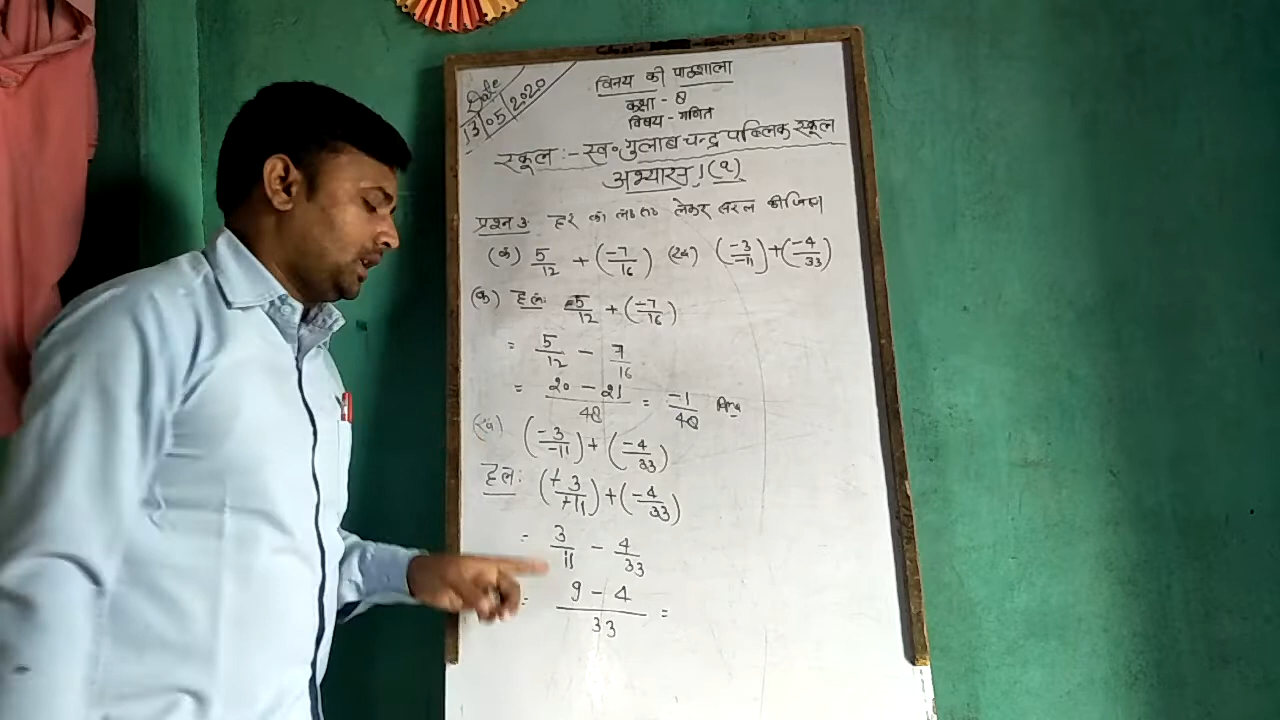 Date
13/05/2020
विनय की पाठशाला
कक्षा - 8
विषय - गणित
स्कूल :- स्व॰ गुलाब चन्द्र पब्लिक स्कूल
अभ्यास 1(a)
प्रश्न 3 हर का ल॰स॰ लेकर सरल कीजिए
(क) 5/12 + (-7/16) (ख) (-3/-11) + (-4/33)
(क) हल: 5/12 + (-7/16)
= 5/12 - 7/16
= 20 - 21/48 = -1/48
(ख) (-3/-11) + (-4/33)
हल: (+3/+11) + (-4/33)
= 3/11 - 4/33
= 9 - 4/33 =